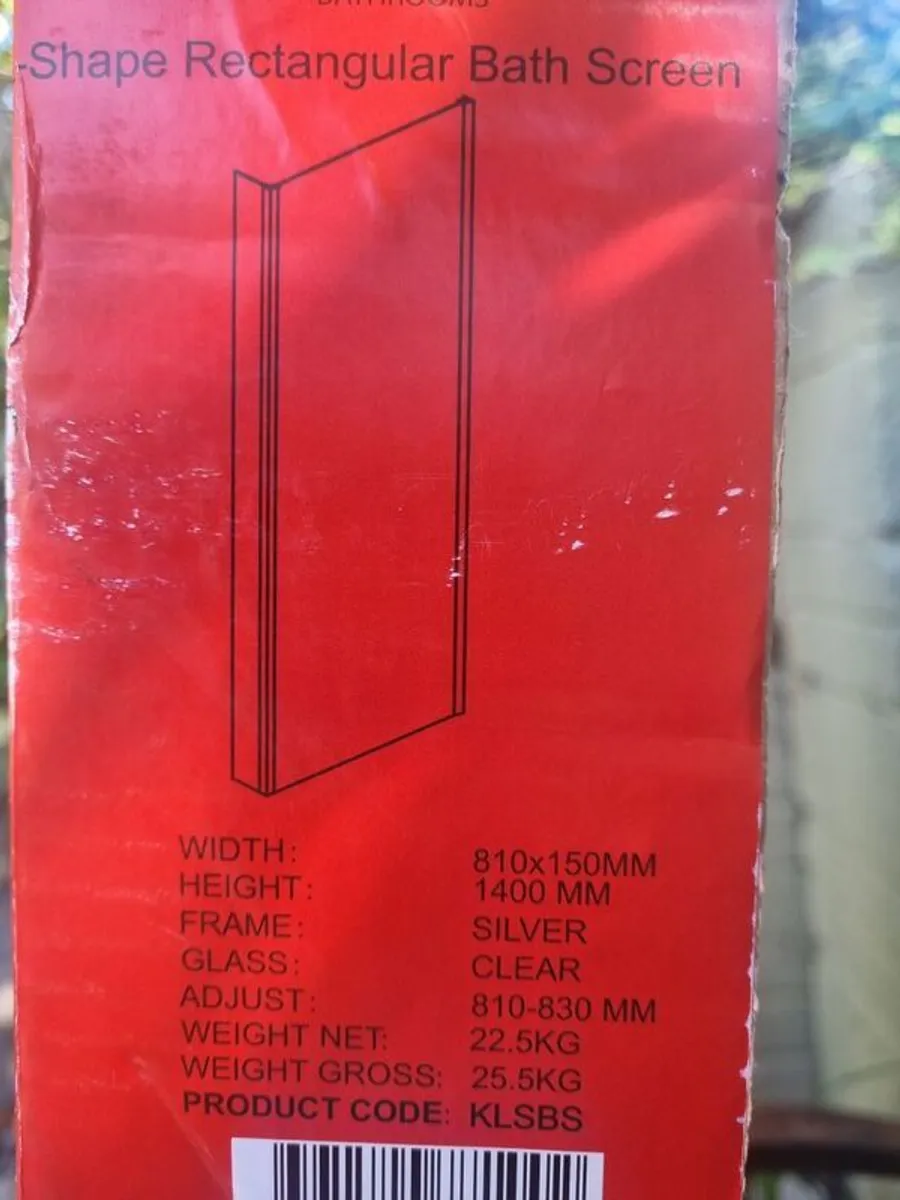 BATHROOMS
-Shape Rectangular Bath Screen
WIDTH: 810x150MM
HEIGHT: 1400 MM
FRAME: SILVER
GLASS: CLEAR
ADJUST: 810-830 MM
WEIGHT NET: 22.5KG
WEIGHT GROSS: 25.5KG
PRODUCT CODE: KLSBS